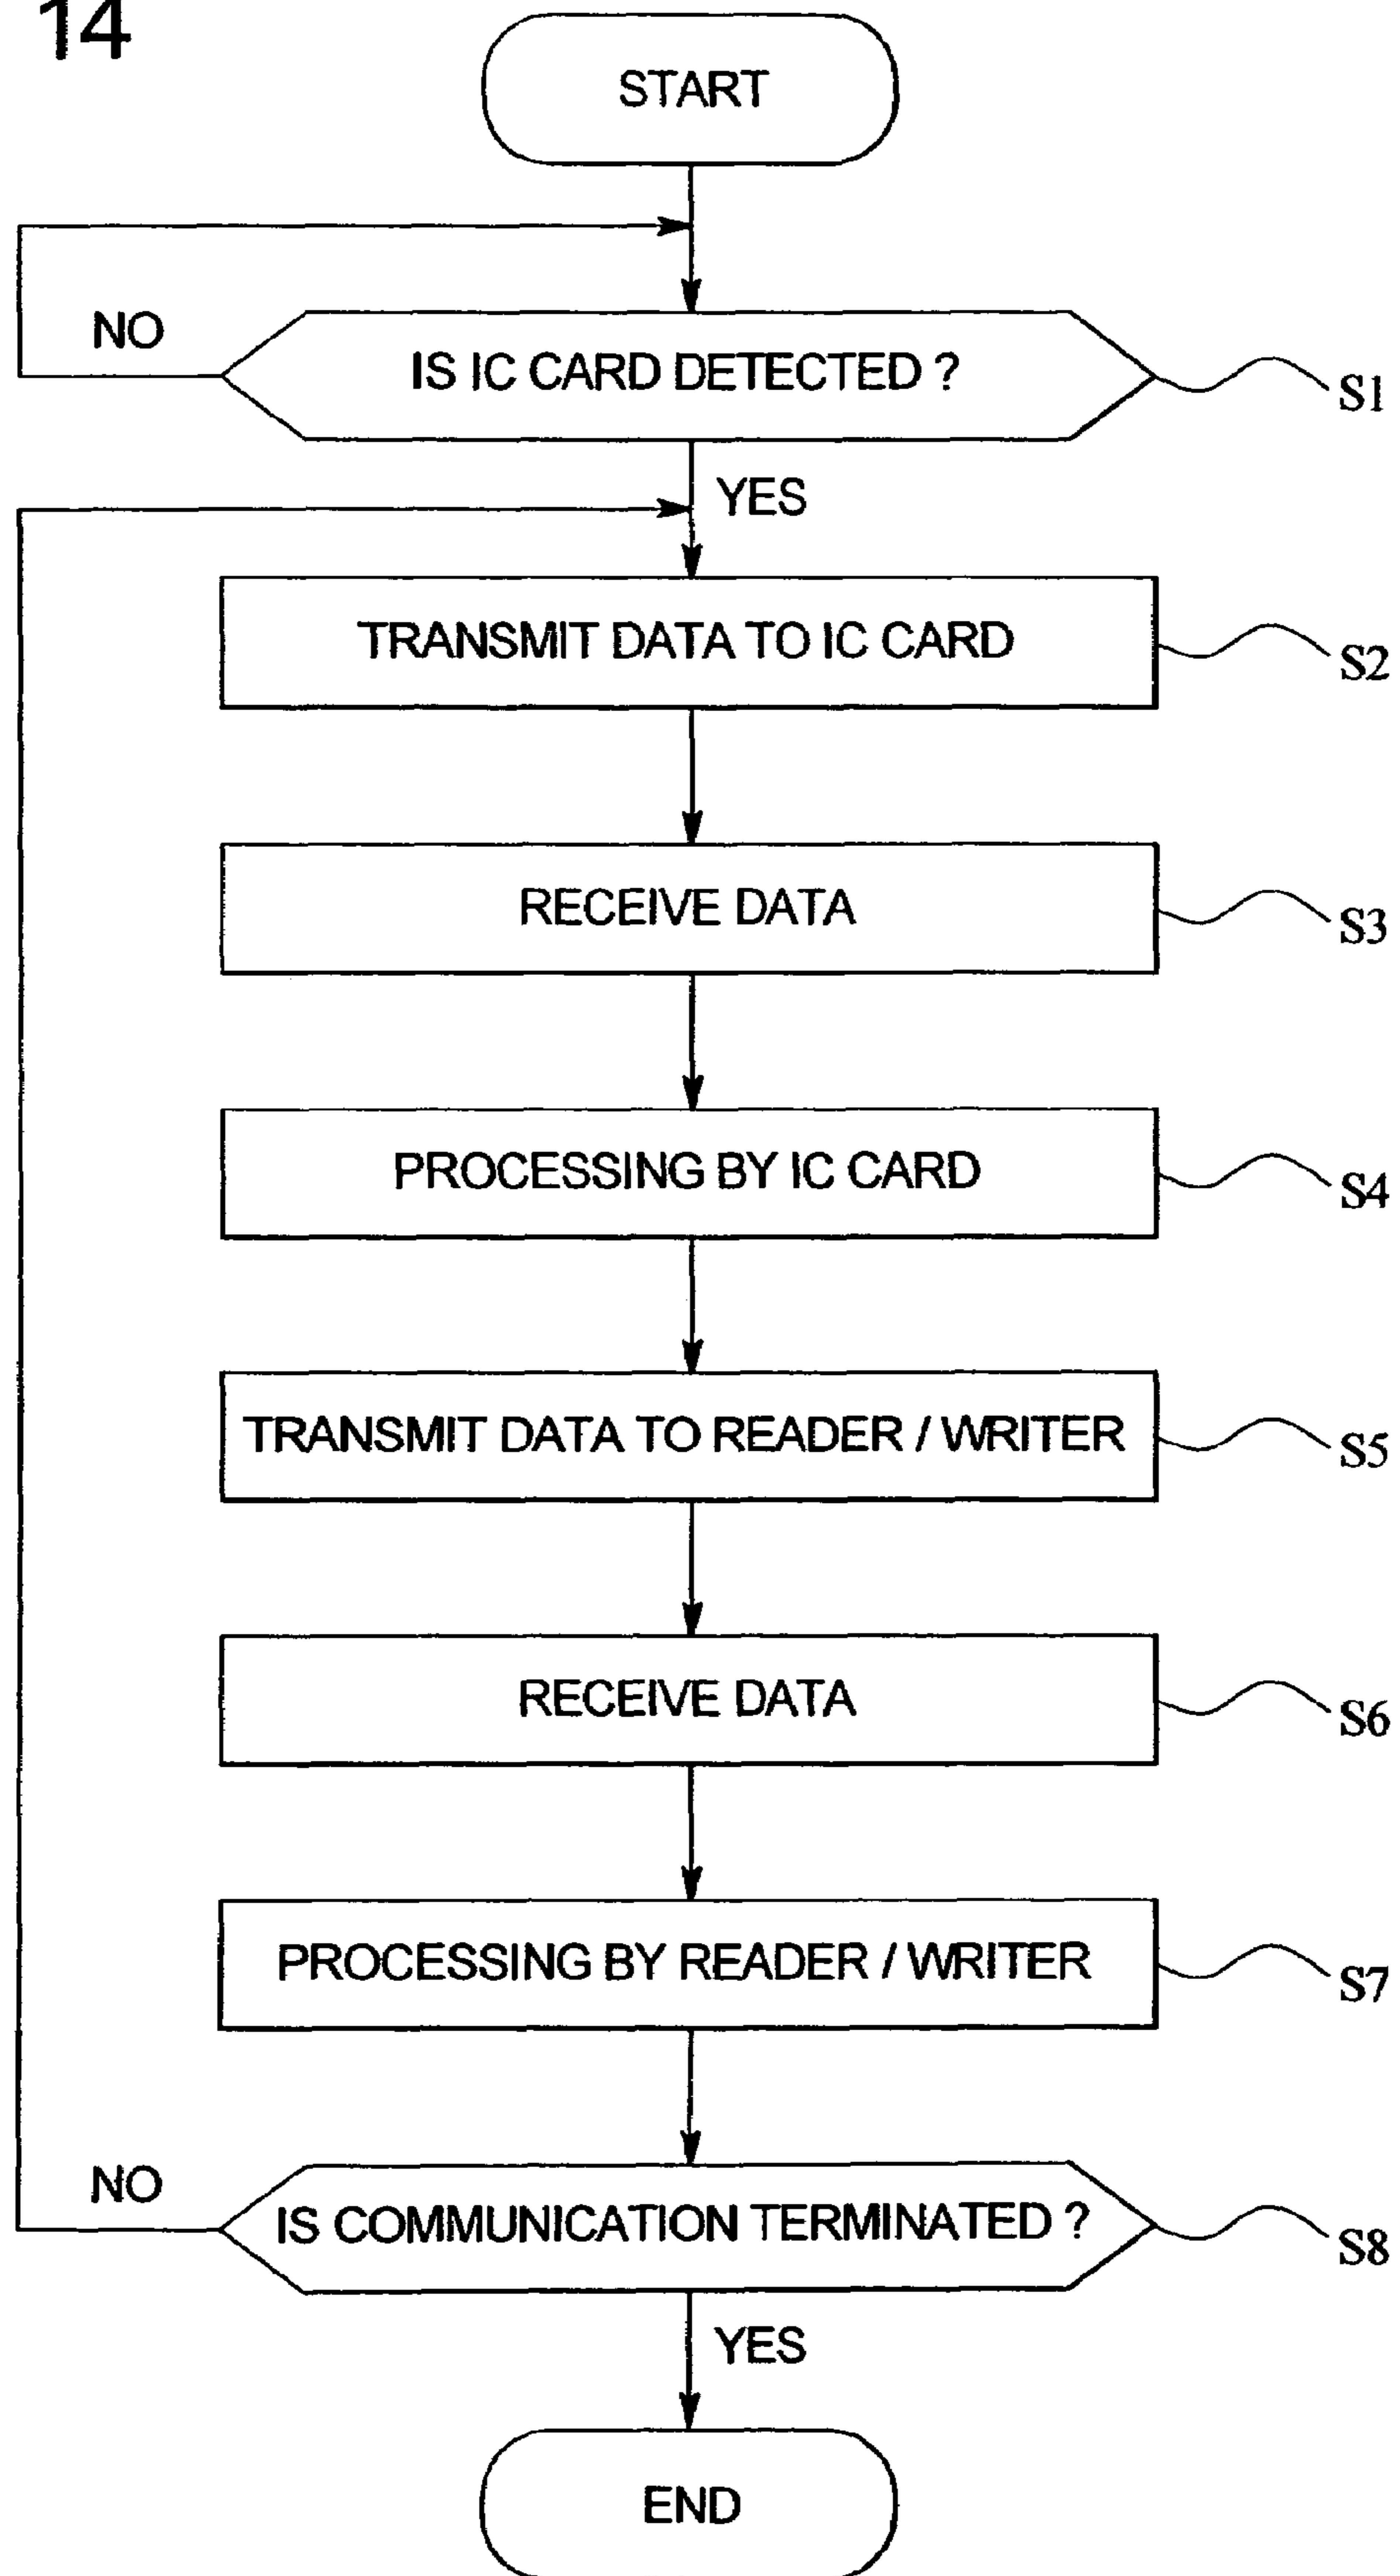 14
START
NO
IS IC CARD DETECTED ?
S1
YES
TRANSMIT DATA TO IC CARD
S2
RECEIVE DATA
S3
PROCESSING BY IC CARD
S4
TRANSMIT DATA TO READER / WRITER
S5
RECEIVE DATA
S6
PROCESSING BY READER / WRITER
S7
NO
IS COMMUNICATION TERMINATED ?
S8
YES
END